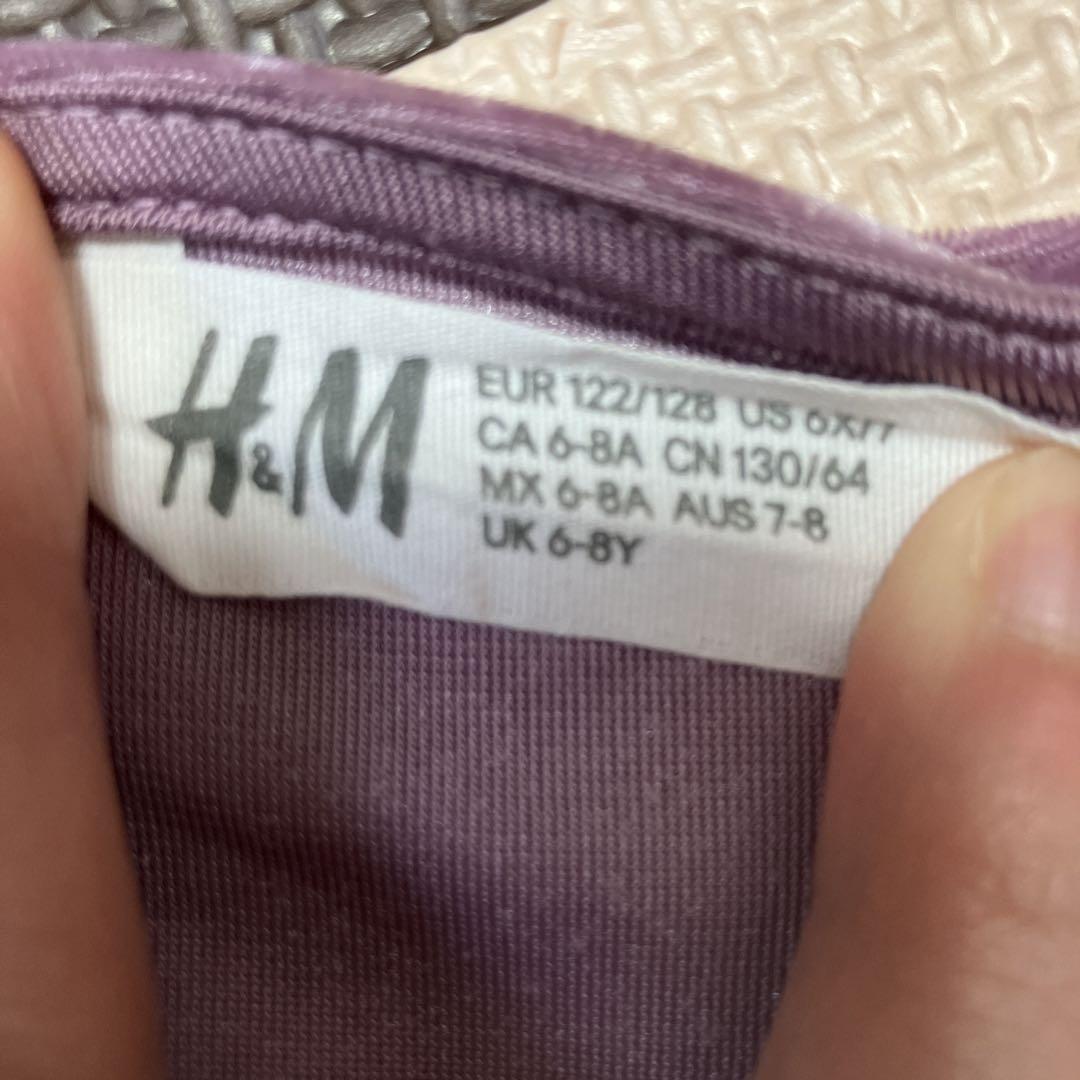 H&M
EUR 122/128 US 6X/7
CA 6-8A CN 130/64
MX 6-8A AUS 7-8
UK 6-8Y